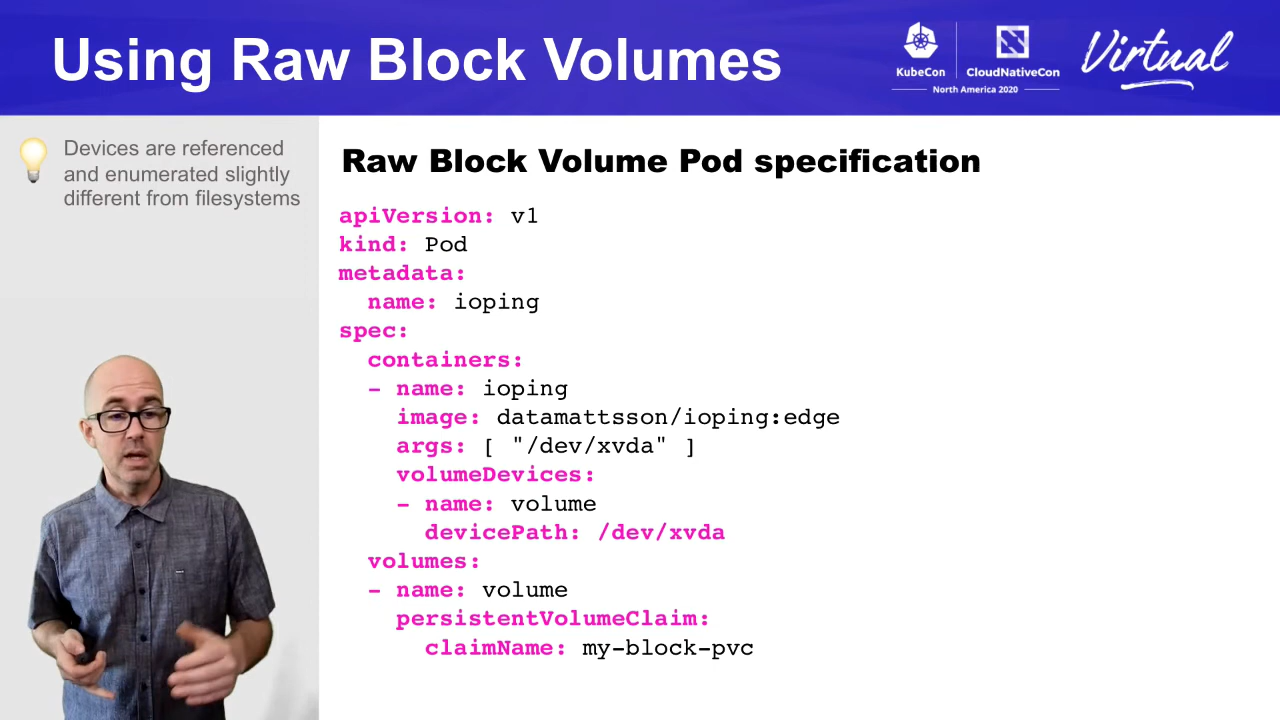 Using Raw Block Volumes
KubeCon
CloudNativeCon
North America 2020
Virtual
Devices are referenced
and enumerated slightly
different from filesystems
Raw Block Volume Pod specification
apiVersion: v1
kind: Pod
metadata:
  name: ioping
spec:
  containers:
  - name: ioping
    image: datamattsson/ioping:edge
    args: [ "/dev/xvda" ]
    volumeDevices:
    - name: volume
      devicePath: /dev/xvda
  volumes:
  - name: volume
    persistentVolumeClaim:
      claimName: my-block-pvc